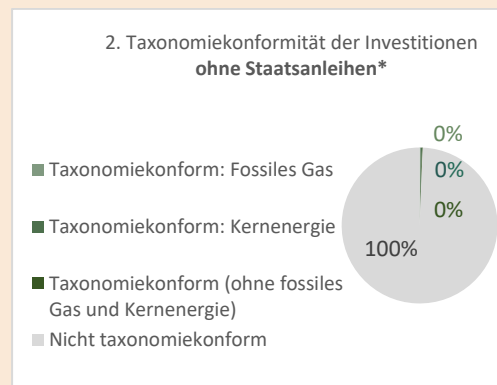 2. Taxonomiekonformität der Investitionen
ohne Staatsanleihen*
0%
Taxonomiekonform: Fossiles Gas
0%
Taxonomiekonform: Kernenergie
0%
100%
Taxonomiekonform (ohne fossiles
Gas und Kernenergie)
Nicht taxonomiekonform